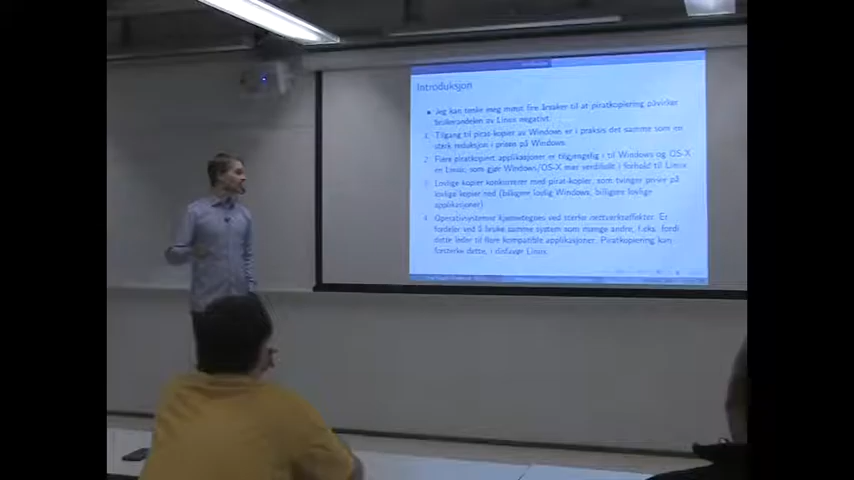 Introduksjon
Jeg kan tenke meg minst fire årsaker til at piratkopiering påvirker
brukerandelen av Linux negativt.
1. Tilgang til pirat-kopier av Windows er i praksis det samme som en
sterk reduksjon i prisen på Windows.
2. Flere piratkopiert applikasjoner er tilgjengelig i til Windows og OS-X
en Linux, som gjør Windows/OS-X mer verdifullt i forhold til Linux.
3. Lovlige kopier konkurrerer med pirat-kopier, som tvinger prisen på
lovlige kopier ned (billigere lovlig Windows, billigere lovlige
applikasjoner)
4. Operativsystemer kjennetegnes ved sterke nettverkseffekter. Er
fordeler ved å bruke samme system som mange andre, f.eks. fordi
dette leder til flere kompatible applikasjoner. Piratkopiering kan
forsterke dette, i disfavør Linux.